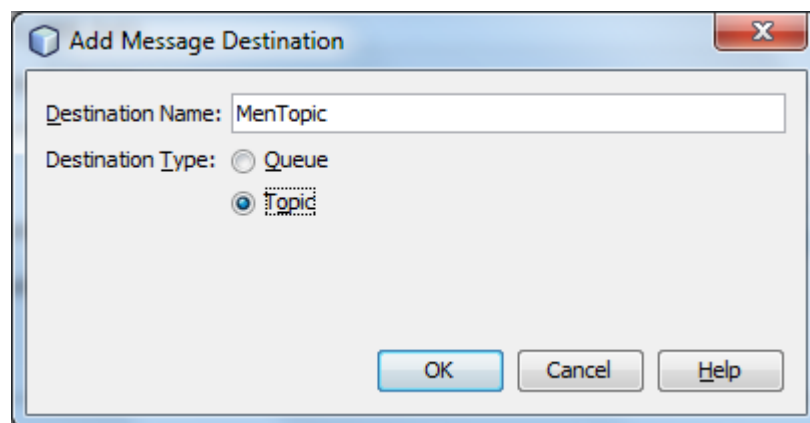 Add Message Destination
Destination Name: MenTopic
Destination Type: Queue
Topic
OK Cancel Help